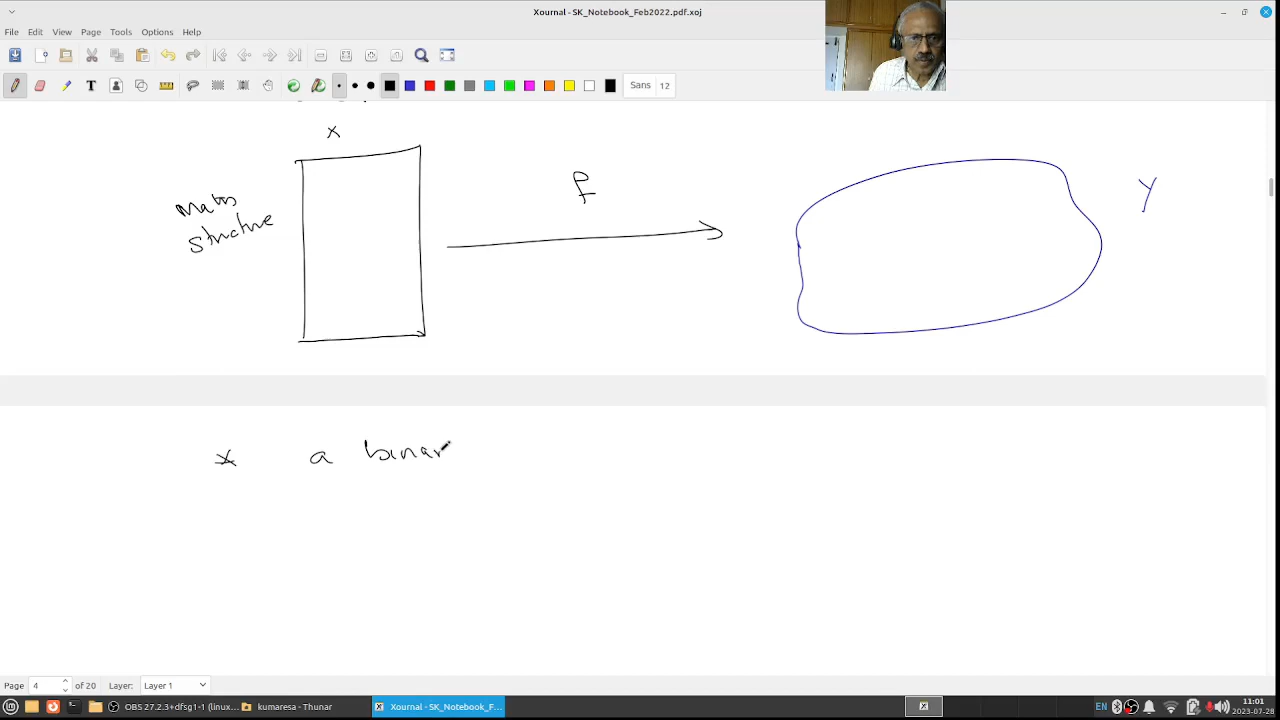 Xournal - SK_Notebook_Feb2022.pdf.xoj
File Edit View Page Tools Options Help
T Sans 12
x
Maths
structure
f
Y
* a binar
Page 4 of 20 Layer: Layer 1
OBS 27.2.3+dfsg1-1 (linux... kumaresa - Thunar Xournal - SK_Notebook_F... EN 11:01
2023-07-28